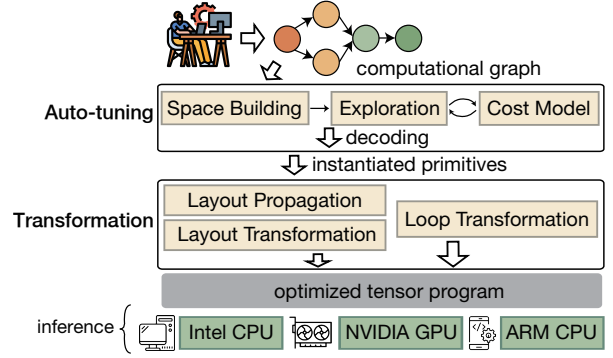 computational graph
Auto-tuning
Space Building
Exploration
Cost Model
decoding
instantiated primitives
Transformation
Layout Propagation
Layout Transformation
Loop Transformation
optimized tensor program
inference
Intel CPU
NVIDIA GPU
ARM CPU